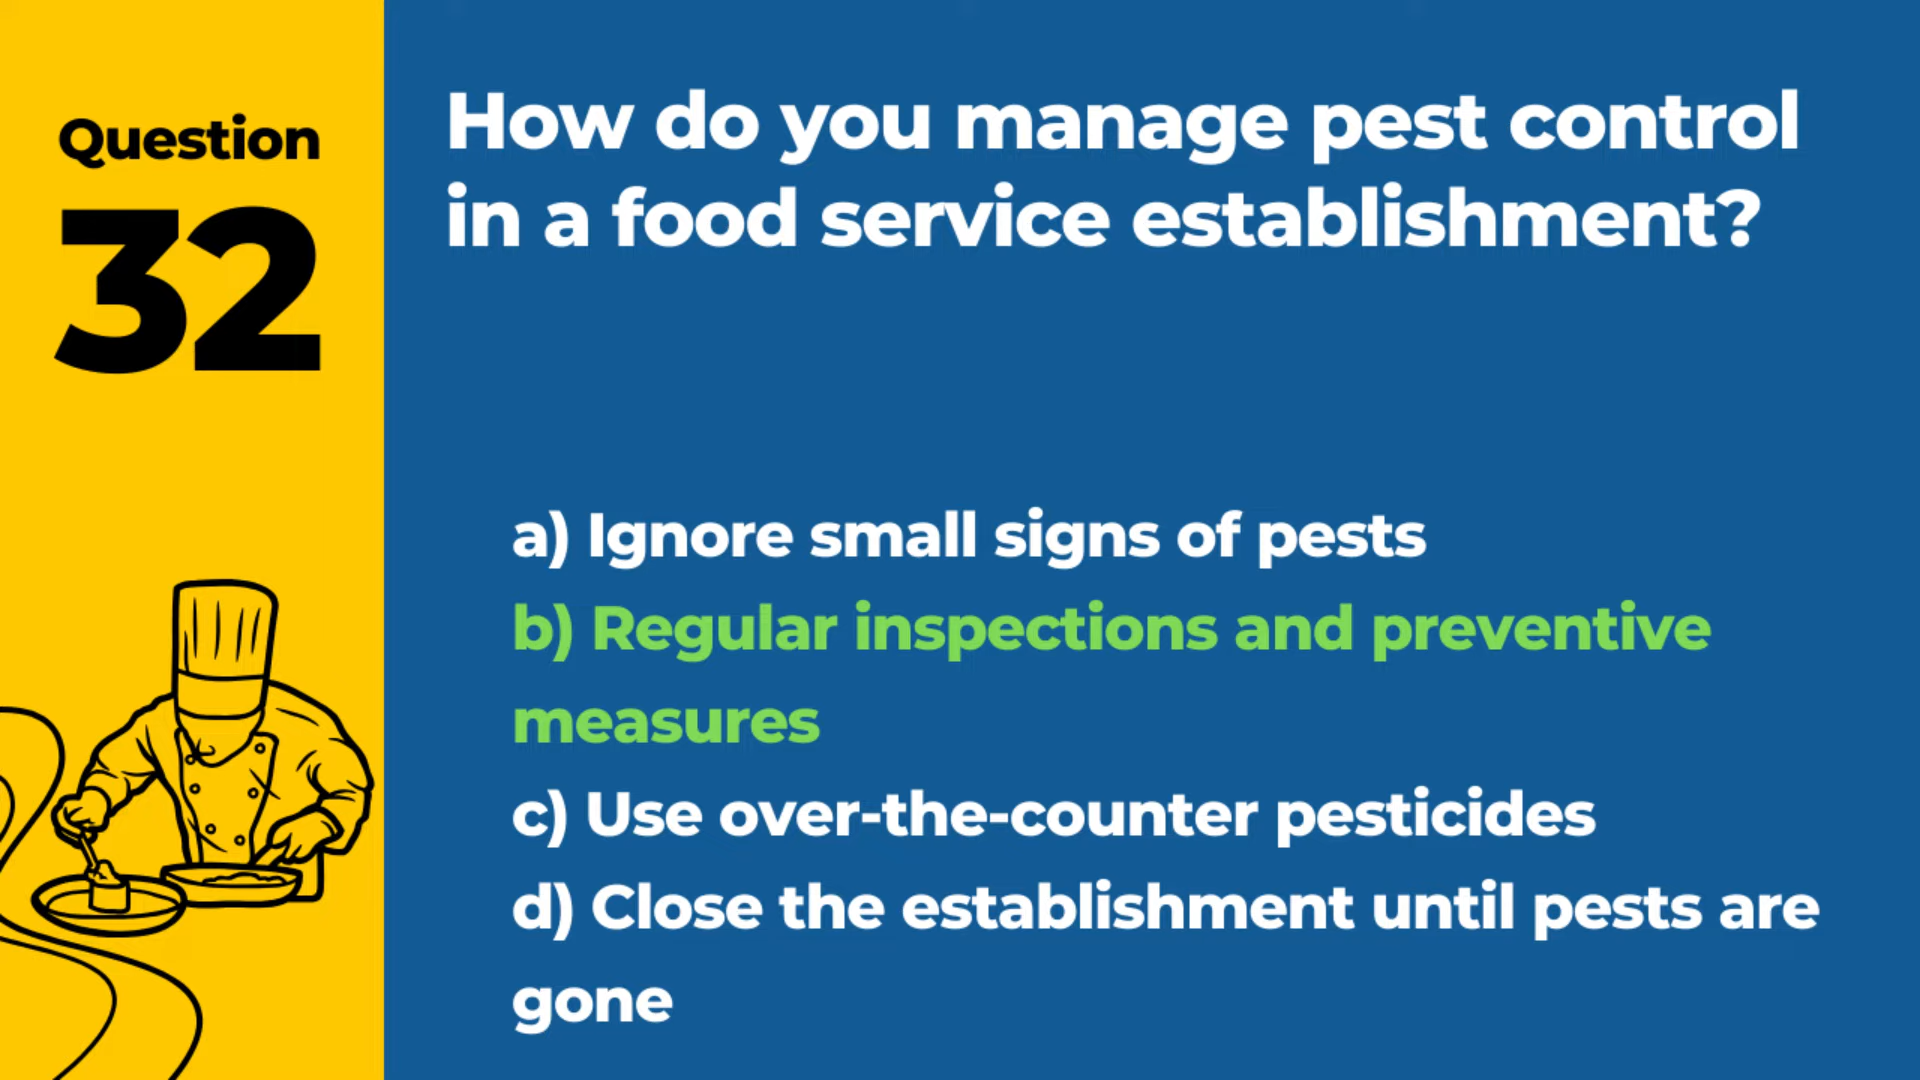 Question
32
How do you manage pest control
in a food service establishment?
a) Ignore small signs of pests
b) Regular inspections and preventive
measures
c) Use over-the-counter pesticides
d) Close the establishment until pests are
gone